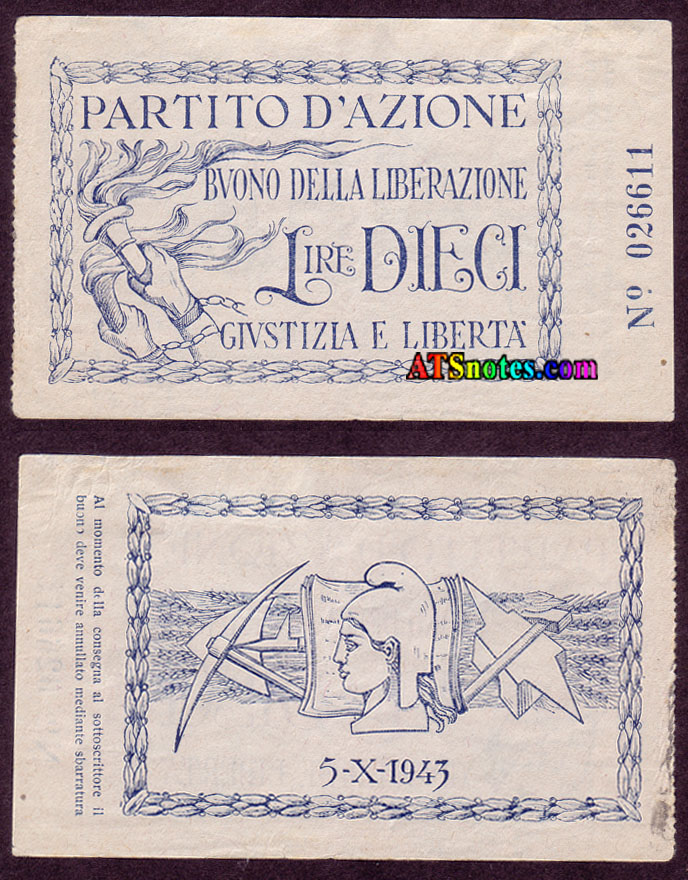 PARTITO D'AZIONE
BVONO DELLA LIBERAZIONE
LIRE DIECI
GIVSTIZIA E LIBERTA'
Nº 026611
ATSnotes.com
Al momento della consegna al sottoscrittore il
buono deve venire annullato mediante sbarratura
5-X-1943